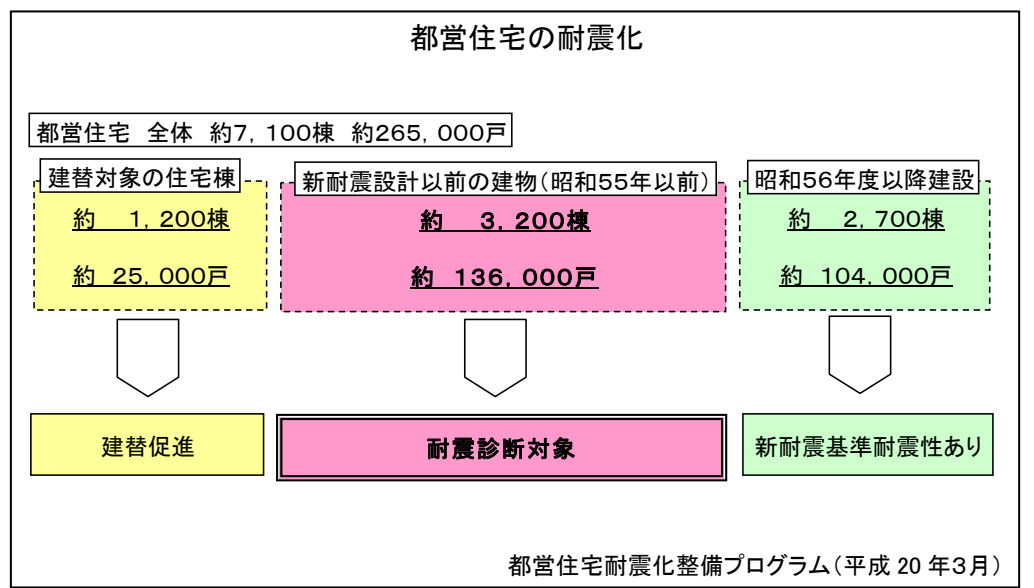 都営住宅の耐震化
都営住宅　全体　約7，100棟　約265，000戸
建替対象の住宅棟
約　1，200棟
約　25，000戸
新耐震設計以前の建物（昭和55年以前）
約　3，200棟
約　136，000戸
昭和56年度以降建設
約　2，700棟
約　104，000戸
建替促進
耐震診断対象
新耐震基準耐震性あり
都営住宅耐震化整備プログラム（平成 20 年3月）